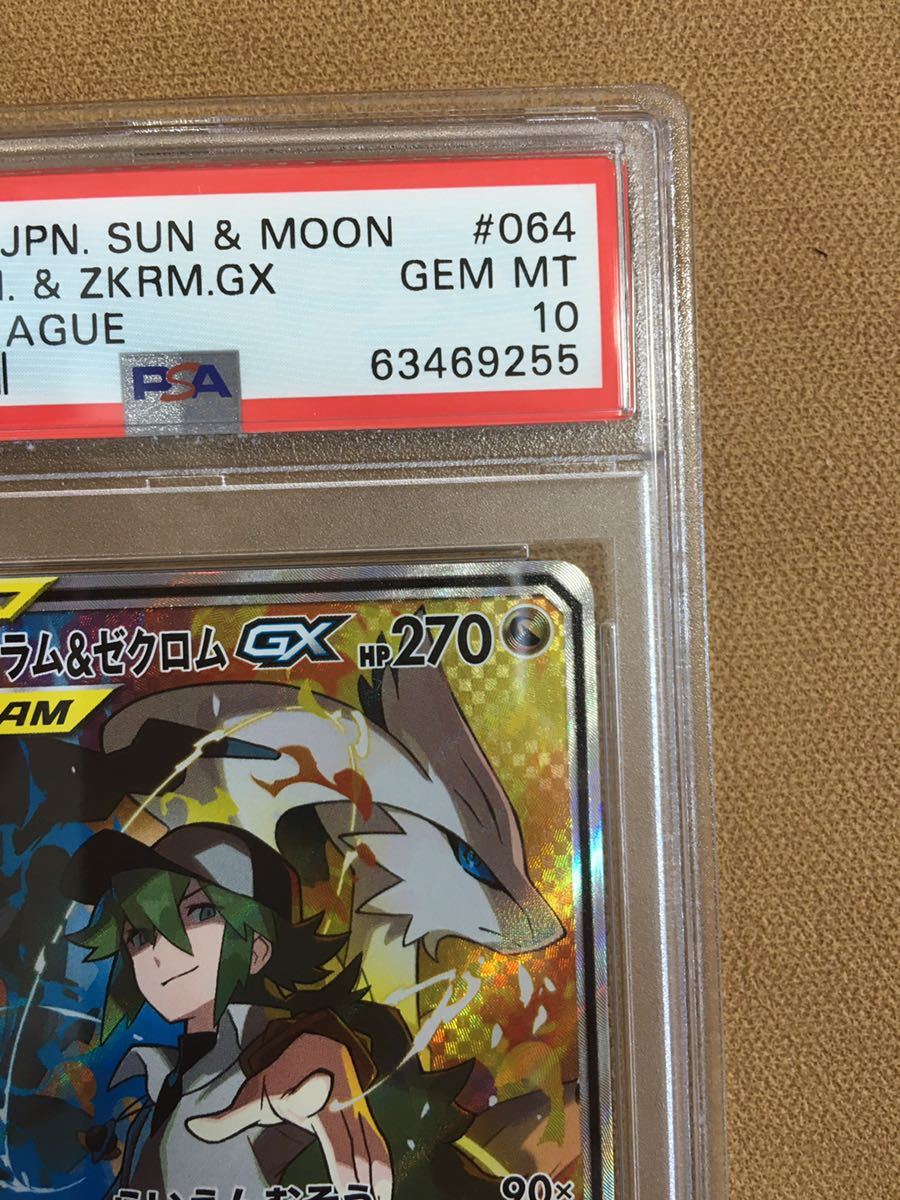 JPN. SUN & MOON #064
. & ZKRM.GX GEM MT
AGUE 10
PSA 63469255
ラム&ゼクロム GX HP 270
AM
90×